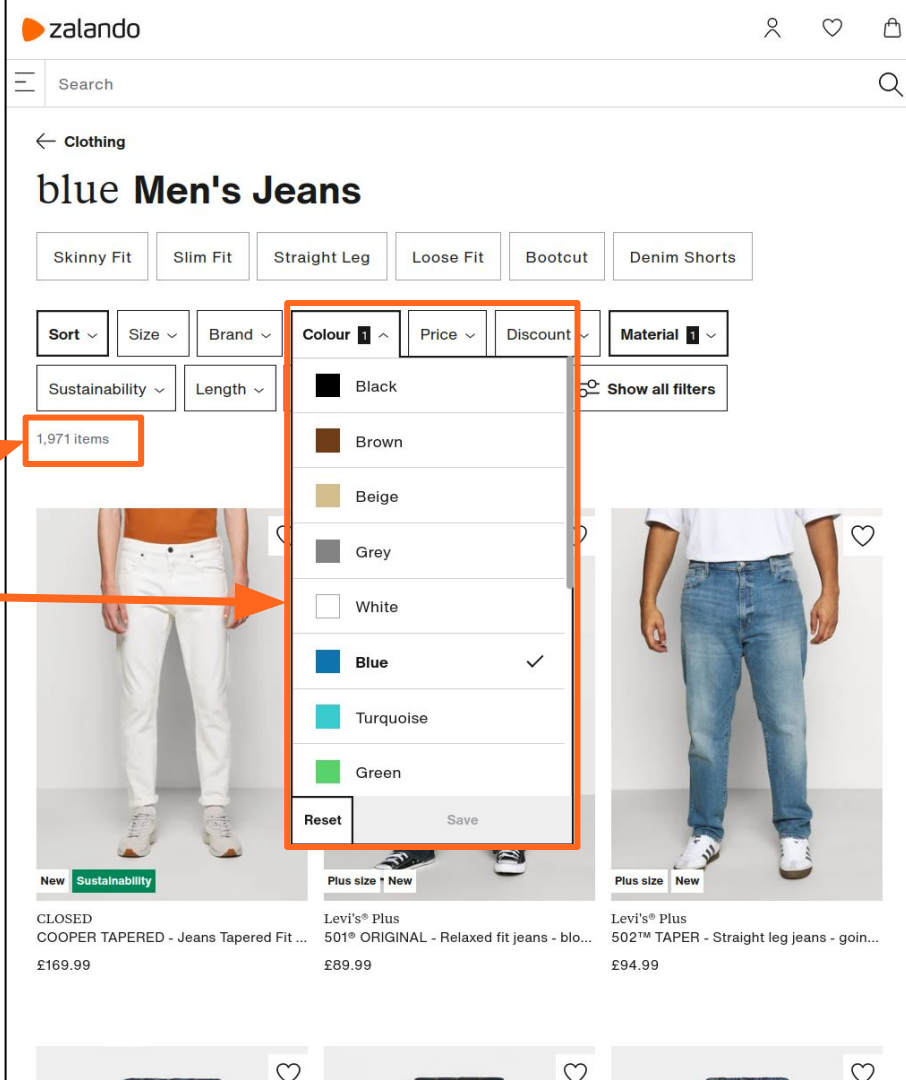 zalando
Search
Clothing
blue Men's Jeans
Skinny Fit Slim Fit Straight Leg Loose Fit Bootcut Denim Shorts
Sort Size Brand Colour 1 Price Discount Material 1
Sustainability Length Show all filters
1,971 items
Black
Brown
Beige
Grey
White
Blue
Turquoise
Green
Reset Save
New Sustainability
Plus size New
Plus size New
CLOSED
COOPER TAPERED - Jeans Tapered Fit ...
£169.99
Levi's® Plus
501® ORIGINAL - Relaxed fit jeans - blo...
£89.99
Levi's® Plus
502™ TAPER - Straight leg jeans - goin...
£94.99